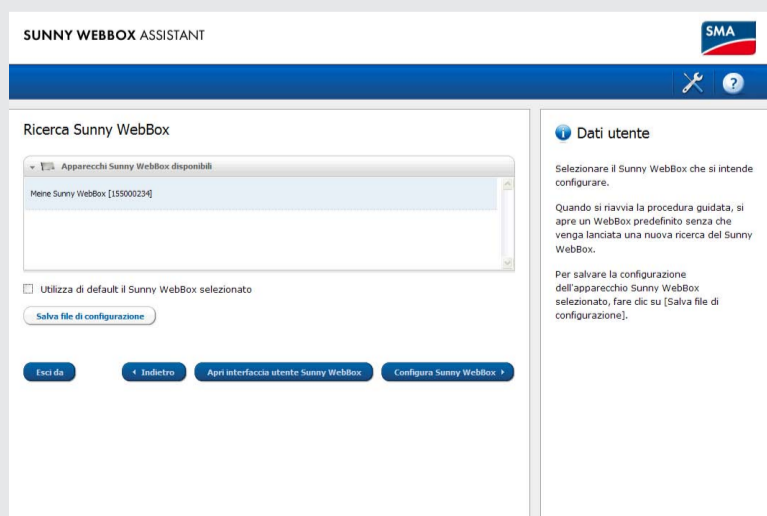 SUNNY WEBBOX ASSISTANT
SMA
?
Ricerca Sunny WebBox
Apparecchi Sunny WebBox disponibili
Meine Sunny WebBox [155000234]
Utilizza di default il Sunny WebBox selezionato
Salva file di configurazione
Esci da
Indietro
Apri interfaccia utente Sunny WebBox
Configura Sunny WebBox
i Dati utente
Selezionare il Sunny WebBox che si intende
configurare.
Quando si riavvia la procedura guidata, si
apre un WebBox predefinito senza che
venga lanciata una nuova ricerca del Sunny
WebBox.
Per salvare la configurazione
dell'apparecchio Sunny WebBox
selezionato, fare clic su [Salva file di
configurazione].